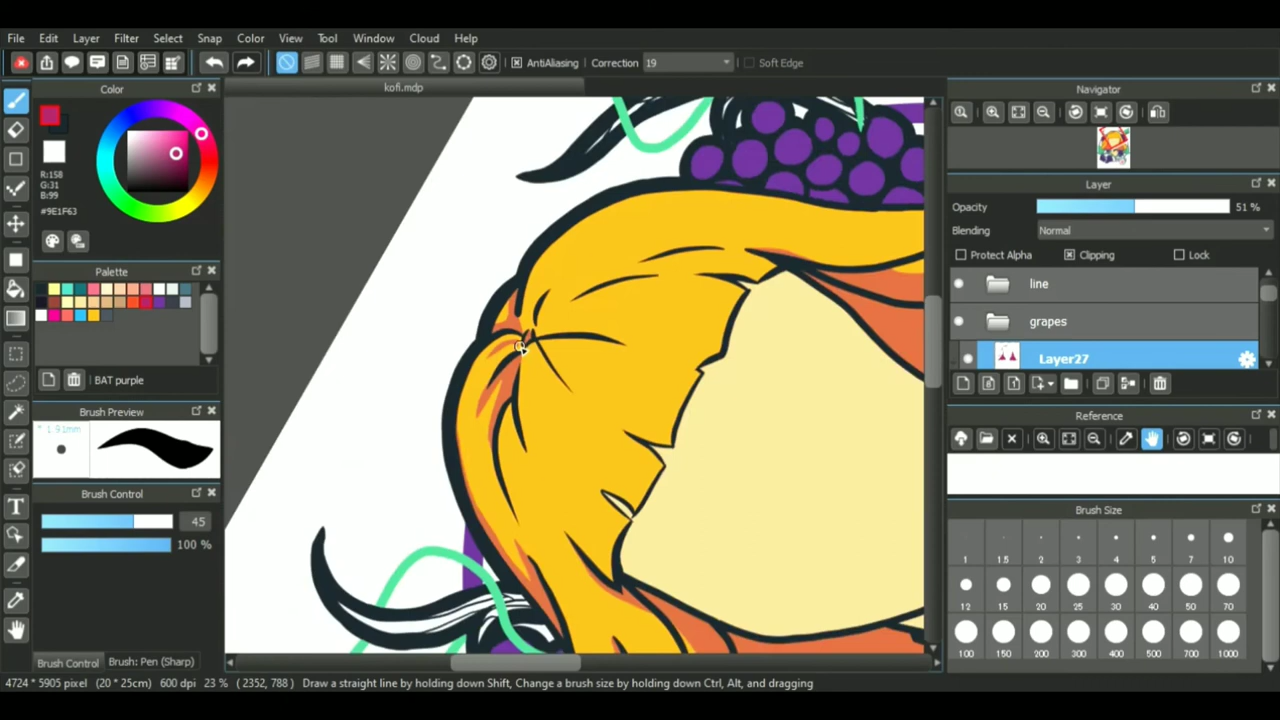 File Edit Layer Filter Select Snap Color View Tool Window Cloud Help
AntiAliasing Correction 19 Soft Edge
Color
kofi.mdp
Navigator
R:158
G:31
B:99
#9E1F63
Layer
Opacity 51 %
Blending Normal
Protect Alpha Clipping Lock
line
grapes
Layer27
Palette
BAT purple
Brush Preview
1.91mm
Reference
Brush Control
45
100 %
Brush Size
1 1.5 2 3 4 5 7 10
12 15 20 25 30 40 50 70
100 150 200 300 400 500 700 1000
Brush Control Brush: Pen (Sharp)
4724 * 5905 pixel (20 * 25cm) 600 dpi 23 % ( 2352, 788 ) Draw a straight line by holding down Shift, Change a brush size by holding down Ctrl, Alt, and dragging